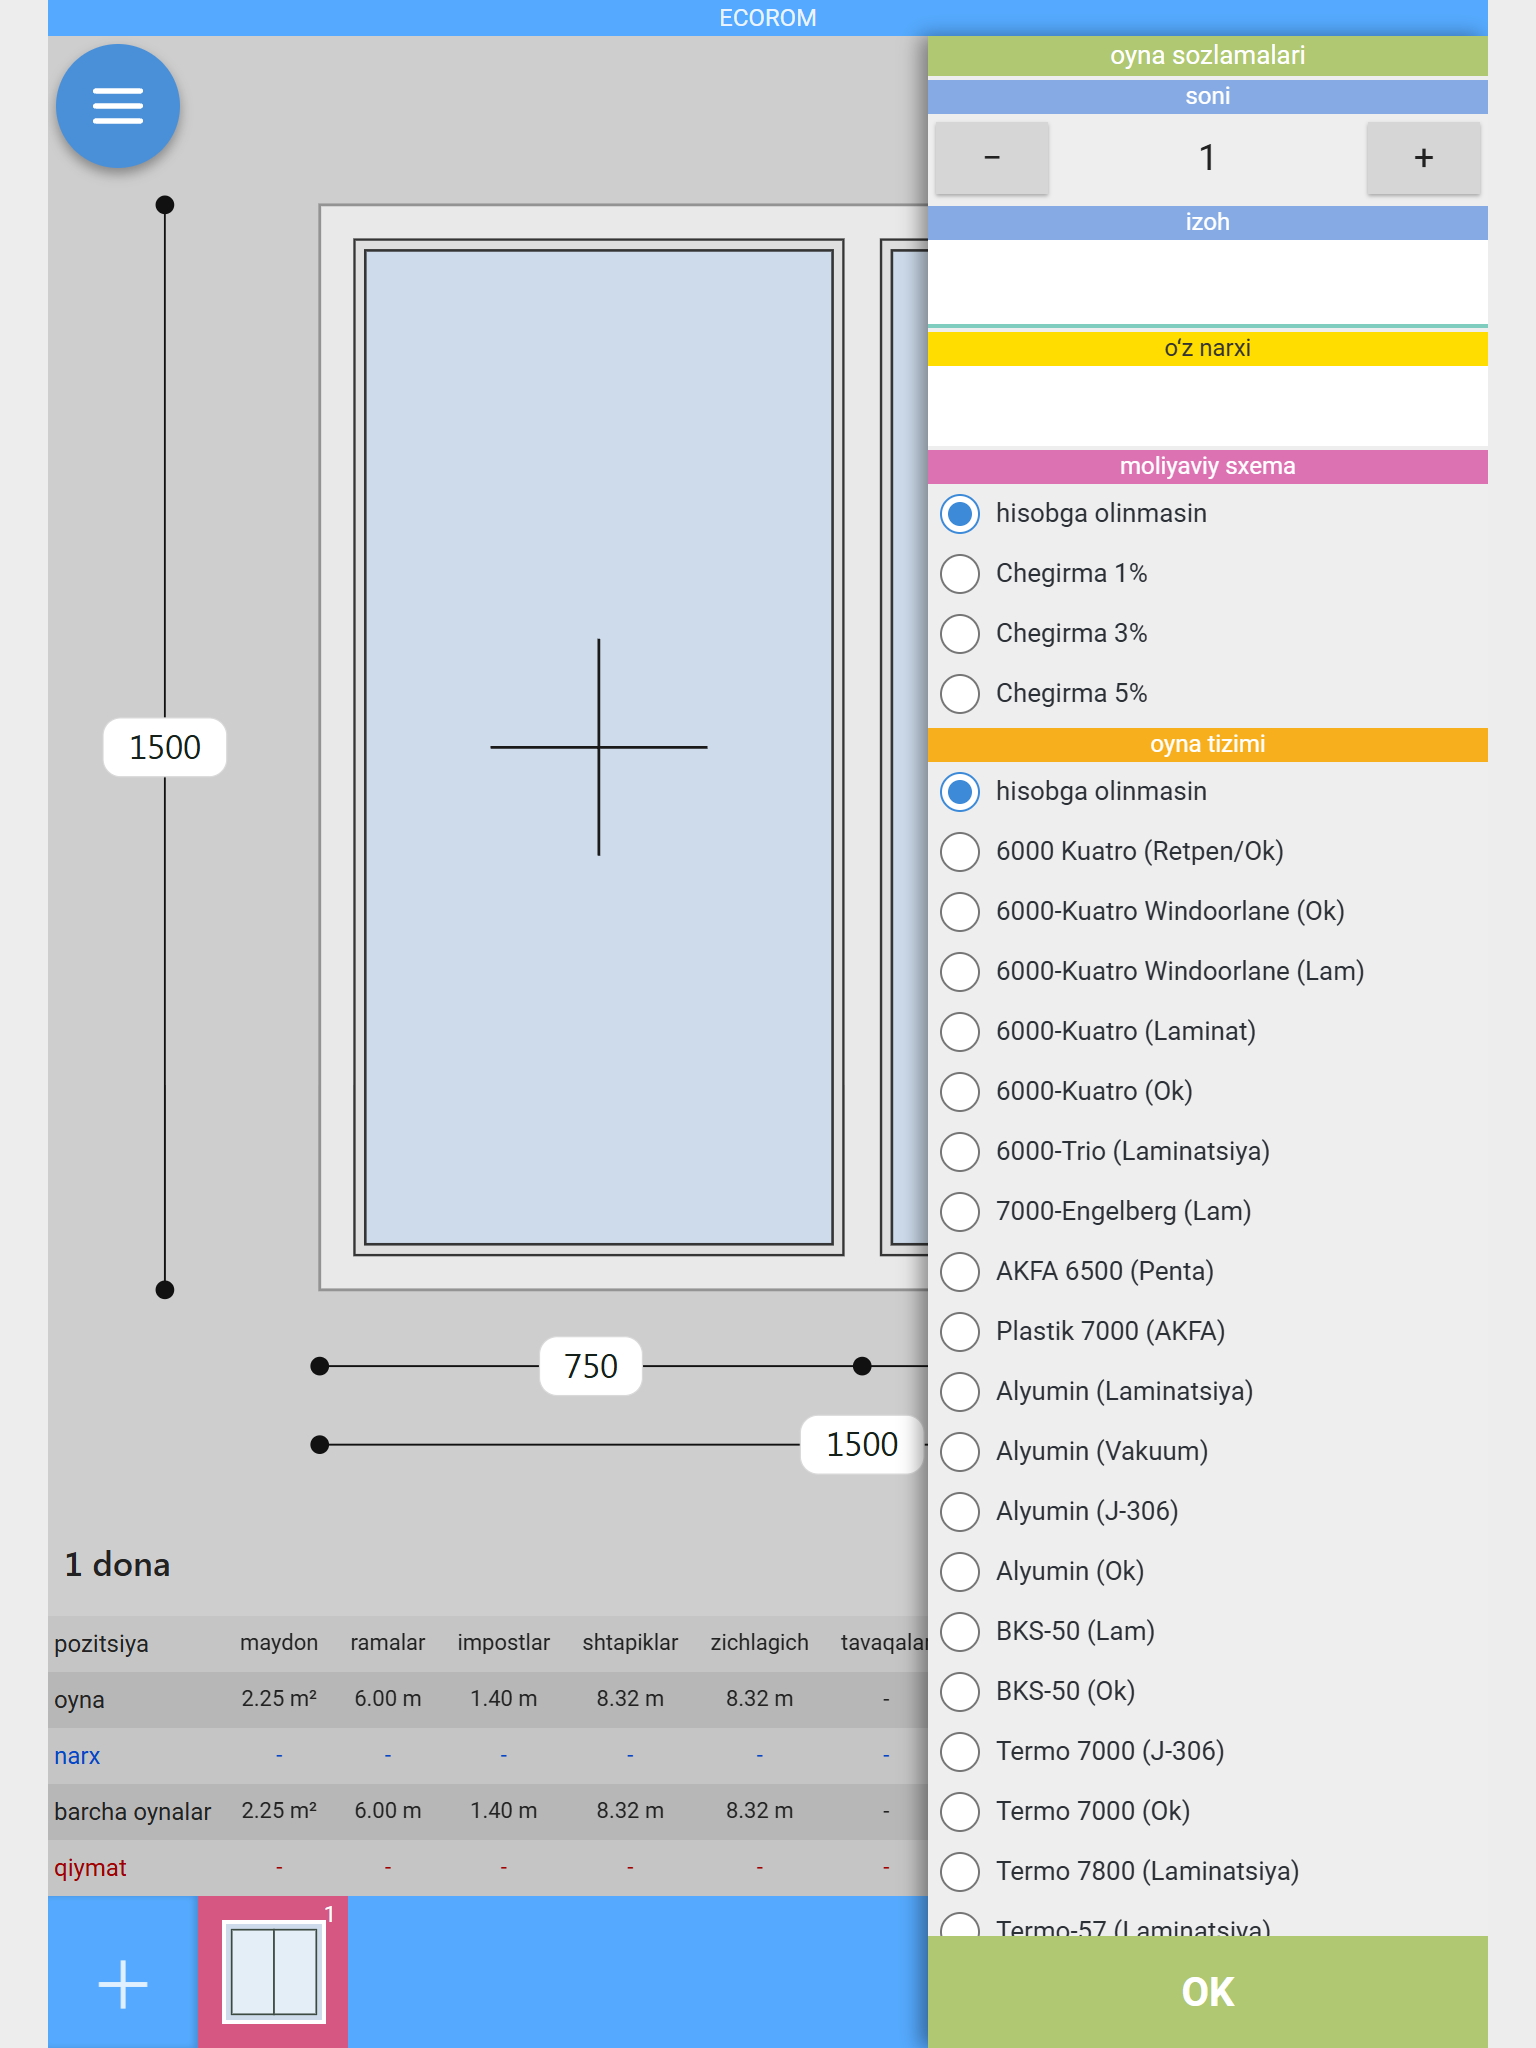 ECOROM
oyna sozlamalari
soni
− 1 +
izoh
oʻz narxi
moliyaviy sxema
hisobga olinmasin
Chegirma 1%
Chegirma 3%
Chegirma 5%
oyna tizimi
hisobga olinmasin
6000 Kuatro (Retpen/Ok)
6000-Kuatro Windoorlane (Ok)
6000-Kuatro Windoorlane (Lam)
6000-Kuatro (Laminat)
6000-Kuatro (Ok)
6000-Trio (Laminatsiya)
7000-Engelberg (Lam)
AKFA 6500 (Penta)
Plastik 7000 (AKFA)
Alyumin (Laminatsiya)
Alyumin (Vakuum)
Alyumin (J-306)
Alyumin (Ok)
BKS-50 (Lam)
BKS-50 (Ok)
Termo 7000 (J-306)
Termo 7000 (Ok)
Termo 7800 (Laminatsiya)
Termo-57 (Laminatsiya)
OK
1500
750
1500
1 dona
pozitsiya maydon ramalar impostlar shtapiklar zichlagich tavaqalar
oyna 2.25 m² 6.00 m 1.40 m 8.32 m 8.32 m -
narx - - - - - -
barcha oynalar 2.25 m² 6.00 m 1.40 m 8.32 m 8.32 m -
qiymat - - - - - -
1